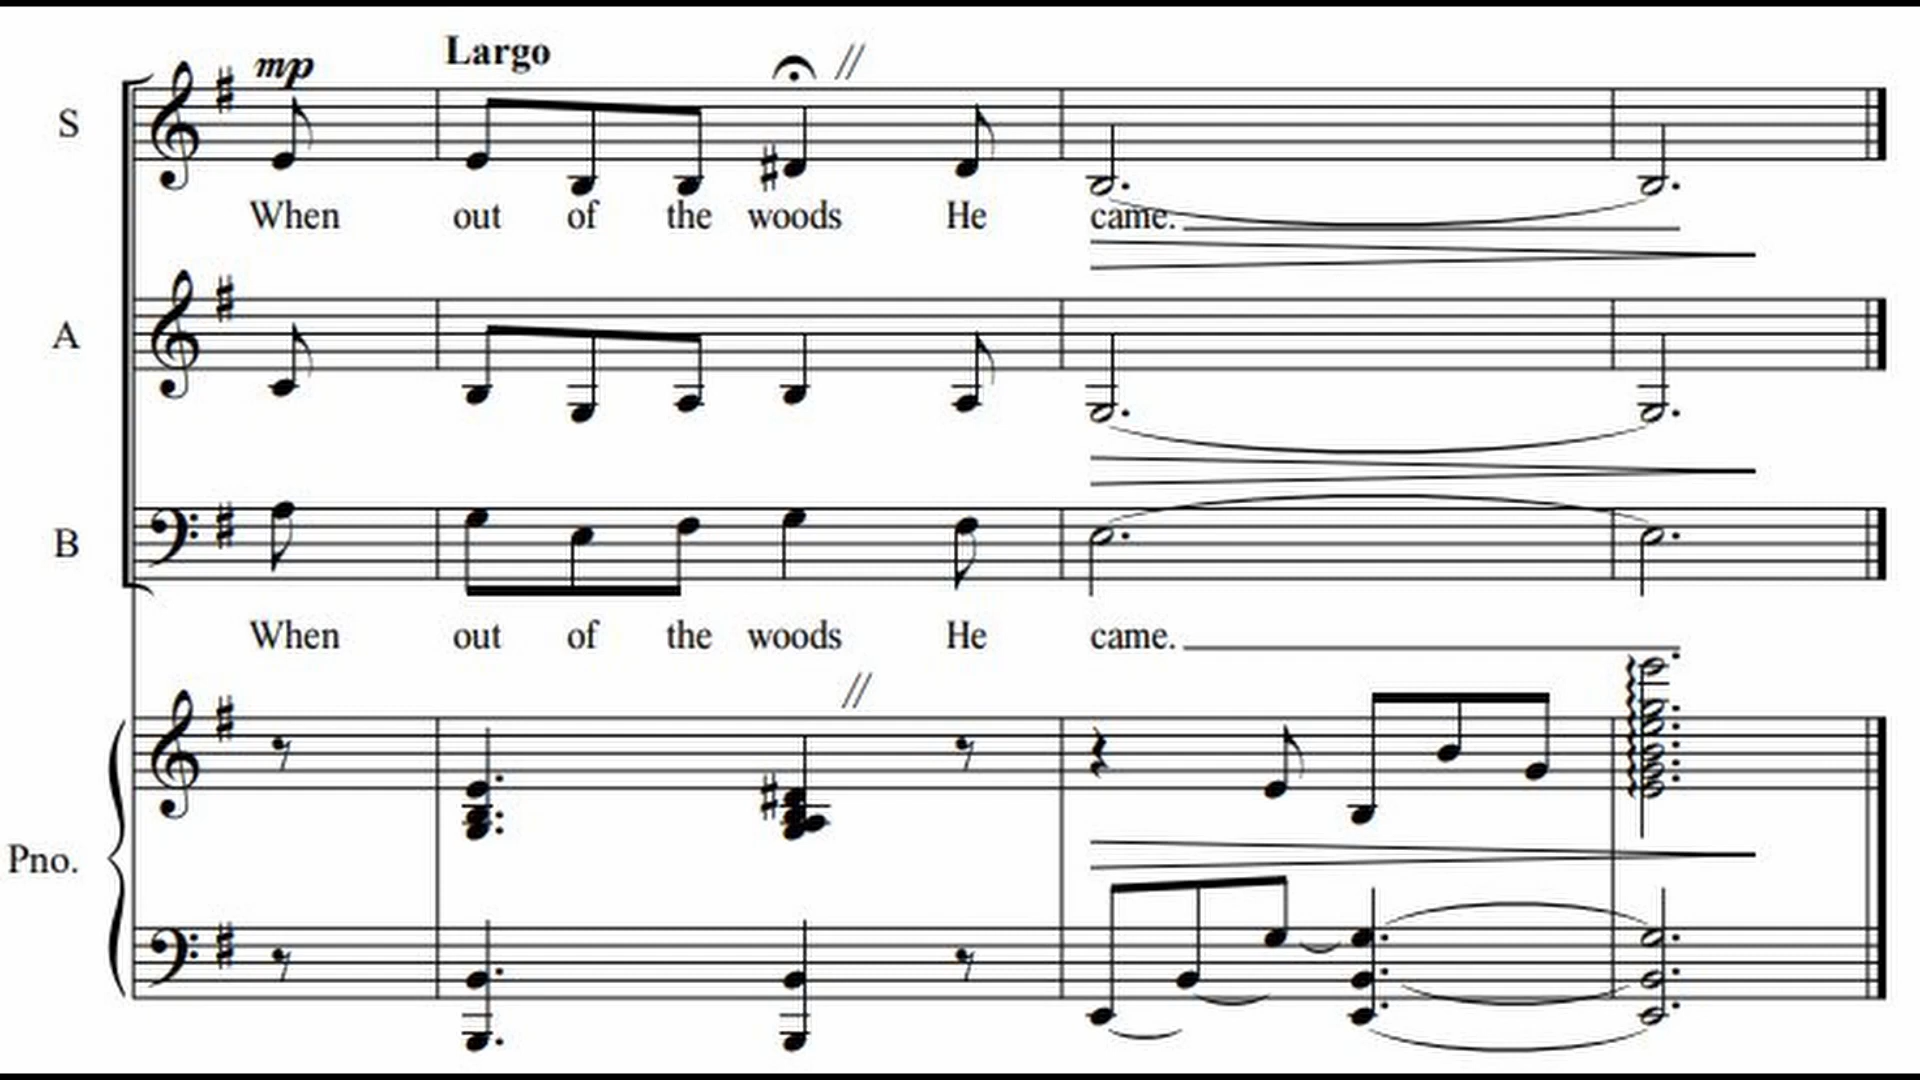 mp Largo
S
When out of the woods He came.
A
B
When out of the woods He came.
Pno.